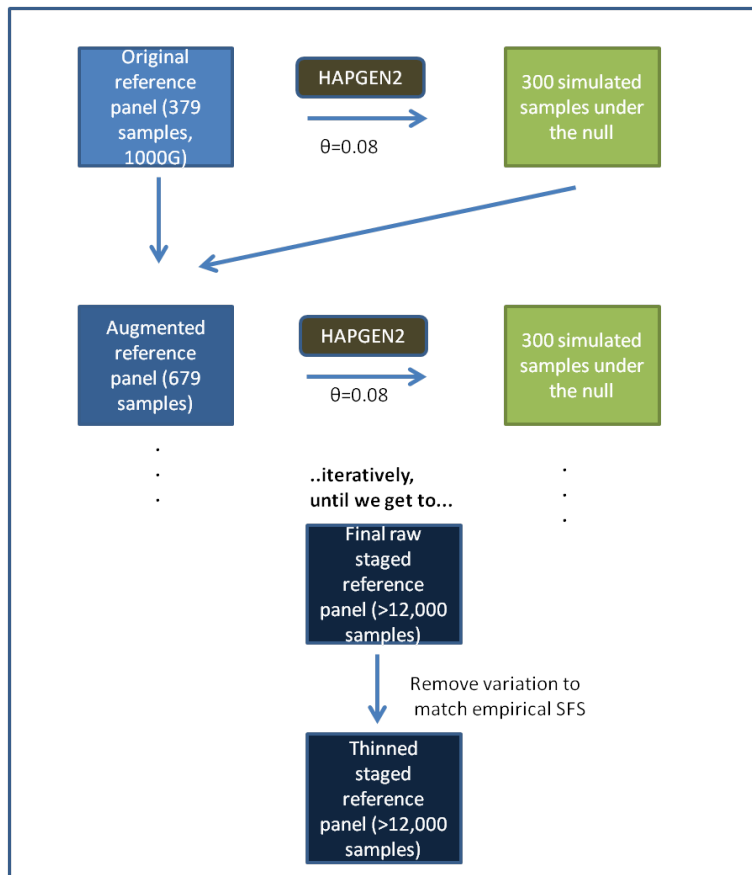 Original
reference
panel (379
samples,
1000G)
HAPGEN2
θ=0.08
300 simulated
samples under
the null
Augmented
reference
panel (679
samples)
HAPGEN2
θ=0.08
300 simulated
samples under
the null
.
.
.
..iteratively,
until we get to...
.
.
.
Final raw
staged
reference
panel (>12,000
samples)
Remove variation to
match empirical SFS
Thinned
staged
reference
panel (>12,000
samples)